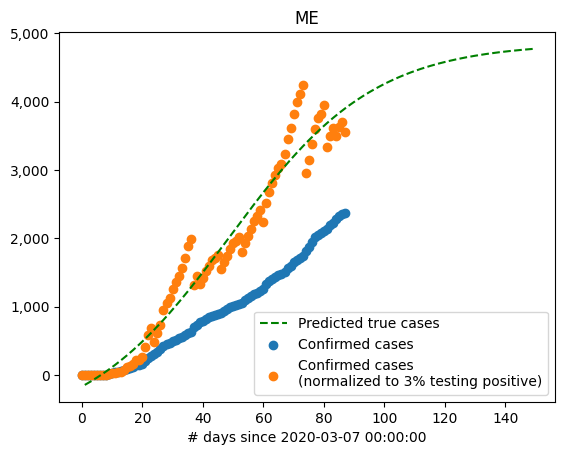 ME
5,000
4,000
3,000
2,000
1,000
0
Predicted true cases
Confirmed cases
Confirmed cases
(normalized to 3% testing positive)
0 20 40 60 80 100 120 140
# days since 2020-03-07 00:00:00